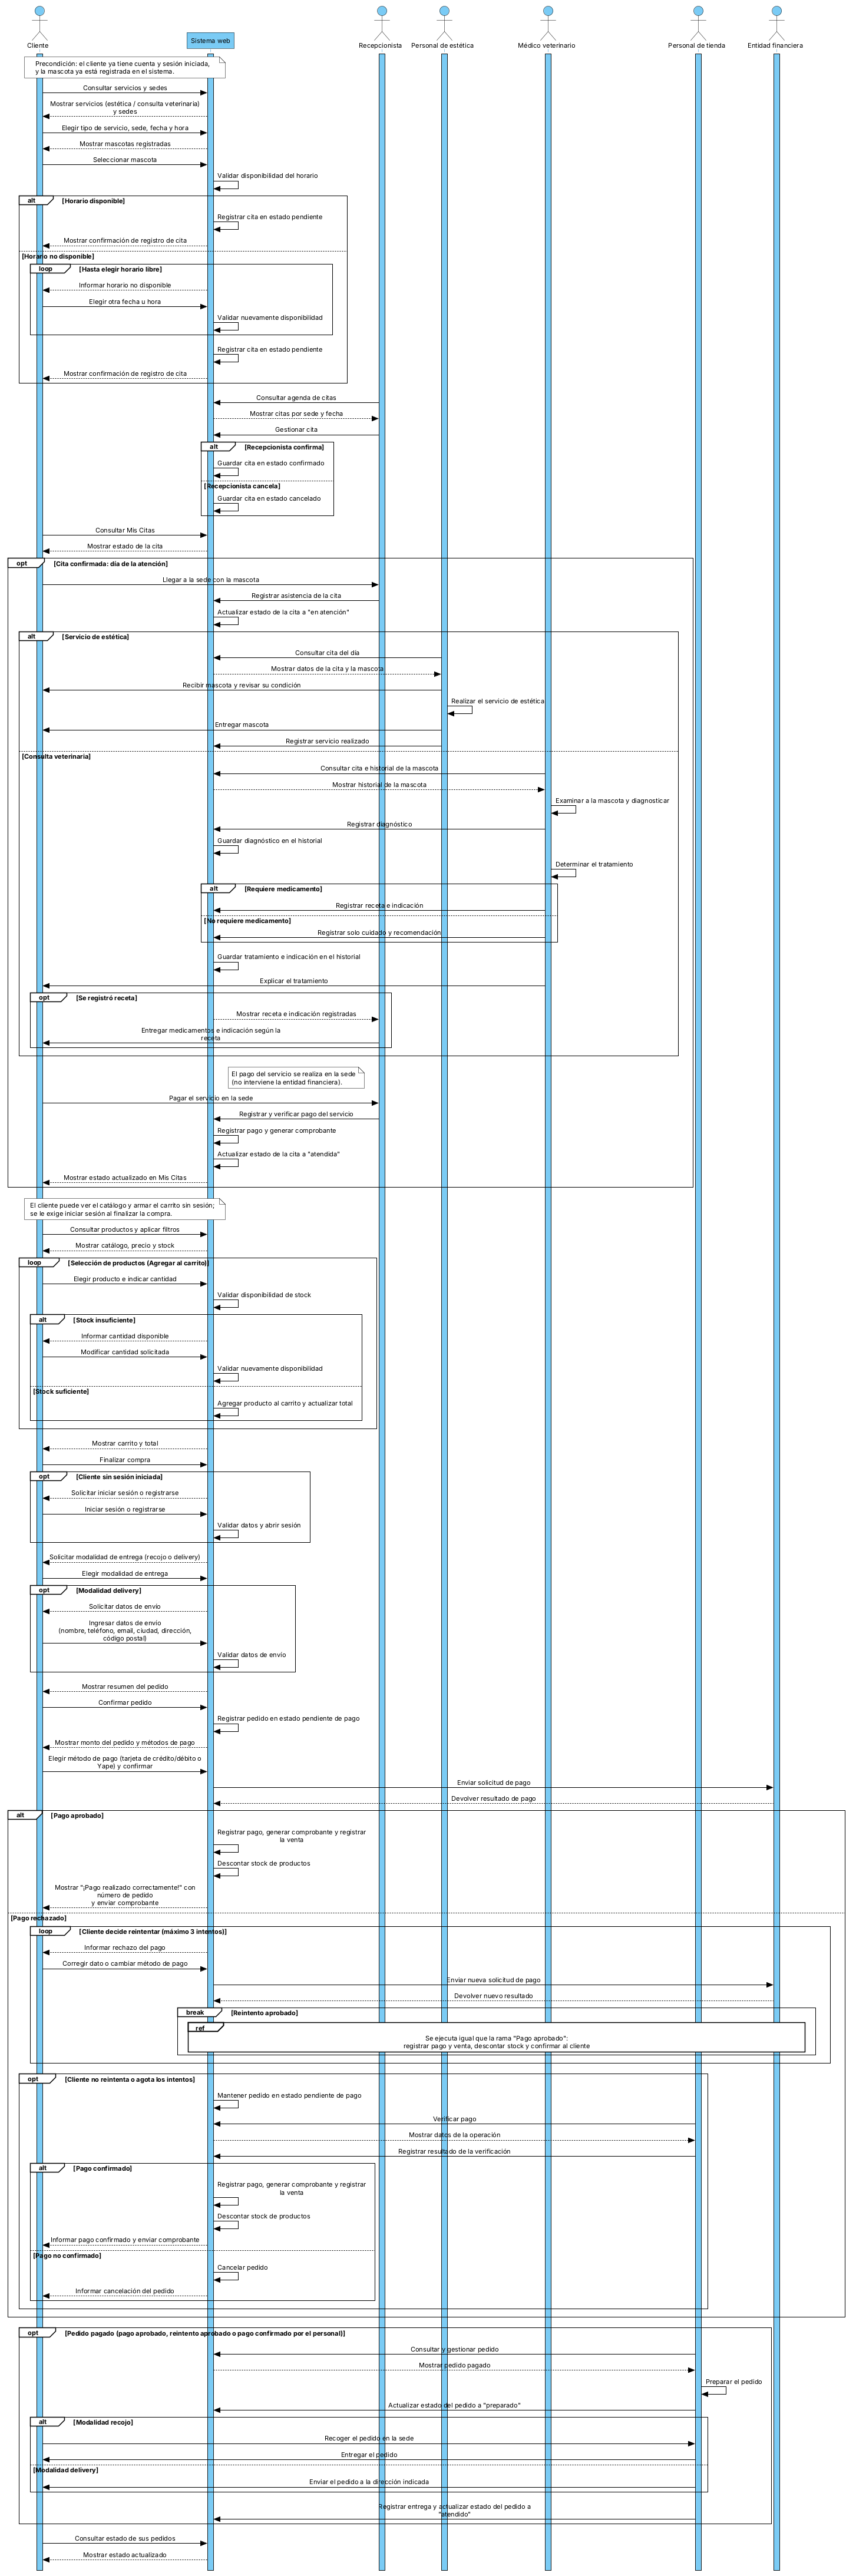 Cliente
Sistema web
Recepcionista
Personal de estética
Médico veterinario
Personal de tienda
Entidad financiera
Precondición: el cliente ya tiene cuenta y sesión iniciada,
y la mascota ya está registrada en el sistema.
Consultar servicios y sedes
Mostrar servicios (estética / consulta veterinaria)
y sedes
Elegir tipo de servicio, sede, fecha y hora
Mostrar mascotas registradas
Seleccionar mascota
Validar disponibilidad del horario
alt [Horario disponible]
Registrar cita en estado pendiente
Mostrar confirmación de registro de cita
[Horario no disponible]
loop [Hasta elegir horario libre]
Informar horario no disponible
Elegir otra fecha u hora
Validar nuevamente disponibilidad
Registrar cita en estado pendiente
Mostrar confirmación de registro de cita
Consultar agenda de citas
Mostrar citas por sede y fecha
Gestionar cita
alt [Recepcionista confirma]
Guardar cita en estado confirmado
[Recepcionista cancela]
Guardar cita en estado cancelado
Consultar Mis Citas
Mostrar estado de la cita
opt [Cita confirmada: día de la atención]
Llegar a la sede con la mascota
Registrar asistencia de la cita
Actualizar estado de la cita a "en atención"
alt [Servicio de estética]
Consultar cita del día
Mostrar datos de la cita y la mascota
Recibir mascota y revisar su condición
Realizar el servicio de estética
Entregar mascota
Registrar servicio realizado
[Consulta veterinaria]
Consultar cita e historial de la mascota
Mostrar historial de la mascota
Examinar a la mascota y diagnosticar
Registrar diagnóstico
Guardar diagnóstico en el historial
Determinar el tratamiento
alt [Requiere medicamento]
Registrar receta e indicación
[No requiere medicamento]
Registrar solo cuidado y recomendación
Guardar tratamiento e indicación en el historial
Explicar el tratamiento
opt [Se registró receta]
Mostrar receta e indicación registradas
Entregar medicamentos e indicación según la
receta
El pago del servicio se realiza en la sede
(no interviene la entidad financiera).
Pagar el servicio en la sede
Registrar y verificar pago del servicio
Registrar pago y generar comprobante
Actualizar estado de la cita a "atendida"
Mostrar estado actualizado en Mis Citas
El cliente puede ver el catálogo y armar el carrito sin sesión;
se le exige iniciar sesión al finalizar la compra.
Consultar productos y aplicar filtros
Mostrar catálogo, precio y stock
loop [Selección de productos (Agregar al carrito)]
Elegir producto e indicar cantidad
Validar disponibilidad de stock
alt [Stock insuficiente]
Informar cantidad disponible
Modificar cantidad solicitada
Validar nuevamente disponibilidad
[Stock suficiente]
Agregar producto al carrito y actualizar total
Mostrar carrito y total
Finalizar compra
opt [Cliente sin sesión iniciada]
Solicitar iniciar sesión o registrarse
Iniciar sesión o registrarse
Validar datos y abrir sesión
Solicitar modalidad de entrega (recojo o delivery)
Elegir modalidad de entrega
opt [Modalidad delivery]
Solicitar datos de envío
Ingresar datos de envío
(nombre, teléfono, email, ciudad, dirección,
código postal)
Validar datos de envío
Mostrar resumen del pedido
Confirmar pedido
Registrar pedido en estado pendiente de pago
Mostrar monto del pedido y métodos de pago
Elegir método de pago (tarjeta de crédito/débito o
Yape) y confirmar
Enviar solicitud de pago
Devolver resultado de pago
alt [Pago aprobado]
Registrar pago, generar comprobante y registrar
la venta
Descontar stock de productos
Mostrar "¡Pago realizado correctamente!" con
número de pedido
y enviar comprobante
[Pago rechazado]
loop [Cliente decide reintentar (máximo 3 intentos)]
Informar rechazo del pago
Corregir dato o cambiar método de pago
Enviar nueva solicitud de pago
Devolver nuevo resultado
break [Reintento aprobado]
ref
Se ejecuta igual que la rama "Pago aprobado":
registrar pago y venta, descontar stock y confirmar al cliente
opt [Cliente no reintenta o agota los intentos]
Mantener pedido en estado pendiente de pago
Verificar pago
Mostrar datos de la operación
Registrar resultado de la verificación
alt [Pago confirmado]
Registrar pago, generar comprobante y registrar
la venta
Descontar stock de productos
Informar pago confirmado y enviar comprobante
[Pago no confirmado]
Cancelar pedido
Informar cancelación del pedido
opt [Pedido pagado (pago aprobado, reintento aprobado o pago confirmado por el personal)]
Consultar y gestionar pedido
Mostrar pedido pagado
Preparar el pedido
Actualizar estado del pedido a "preparado"
alt [Modalidad recojo]
Recoger el pedido en la sede
Entregar el pedido
[Modalidad delivery]
Enviar el pedido a la dirección indicada
Registrar entrega y actualizar estado del pedido a
"atendido"
Consultar estado de sus pedidos
Mostrar estado actualizado